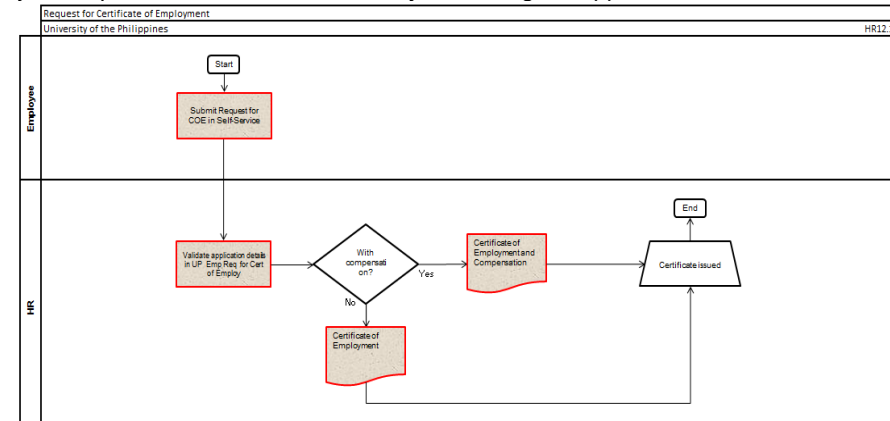 Request for Certificate of Employment
University of the Philippines
HR12.
Employee
Start
Submit Request for
COE in Self-Service
HR
Validate application details
in UP Emp Req for Cert
of Employ
With
compensati
on?
Yes
No
Certificate of
Employment and
Compensation
Certificate of
Employment
Certificate issued
End